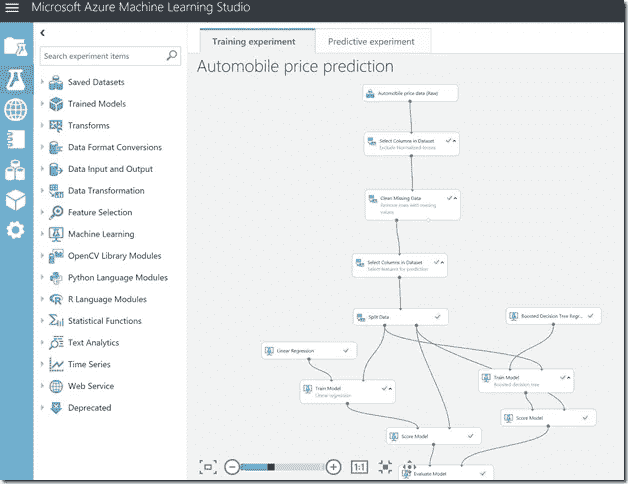 Microsoft Azure Machine Learning Studio
Search experiment items
Saved Datasets
Trained Models
Transforms
Data Format Conversions
Data Input and Output
Data Transformation
Feature Selection
Machine Learning
OpenCV Library Modules
Python Language Modules
R Language Modules
Statistical Functions
Text Analytics
Time Series
Web Service
Deprecated
Training experiment
Predictive experiment
Automobile price prediction
Automobile price data (Raw)
Select Columns in Dataset
Exclude Normalized losses
Clean Missing Data
Remove rows with missing
values
Select Columns in Dataset
Select features for prediction
Split Data
Boosted Decision Tree Regr...
Linear Regression
Train Model
Linear regression
Train Model
Boosted decision tree
Score Model
Score Model
Evaluate Model
1:1